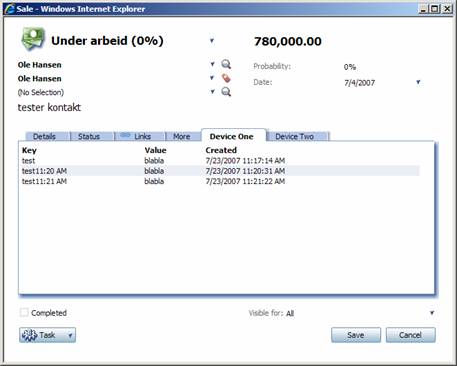 Sale - Windows Internet Explorer
Under arbeid (0%) 780,000.00
Ole Hansen Probability: 0%
Ole Hansen Date: 7/4/2007
(No Selection)
tester kontakt
Details Status Links More Device One Device Two
Key Value Created
test blabla 7/23/2007 11:17:14 AM
test11:20 AM blabla 7/23/2007 11:20:31 AM
test11:21 AM blabla 7/23/2007 11:21:22 AM
Completed Visible for: All
Task Save Cancel